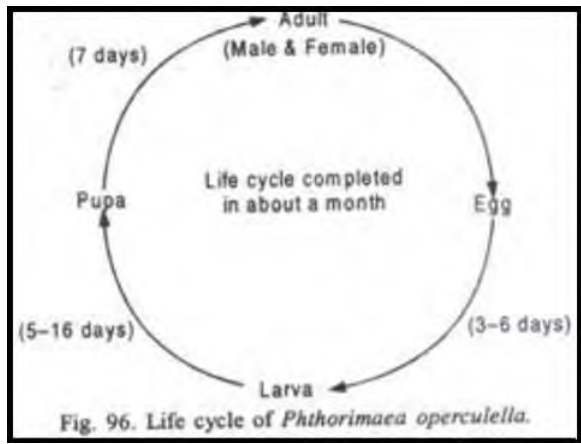 Adult
(Male & Female)
(7 days)
Life cycle completed
in about a month
Pupa
Egg
(5–16 days)
(3–6 days)
Larva
Fig. 96. Life cycle of Phthorimaea operculella.